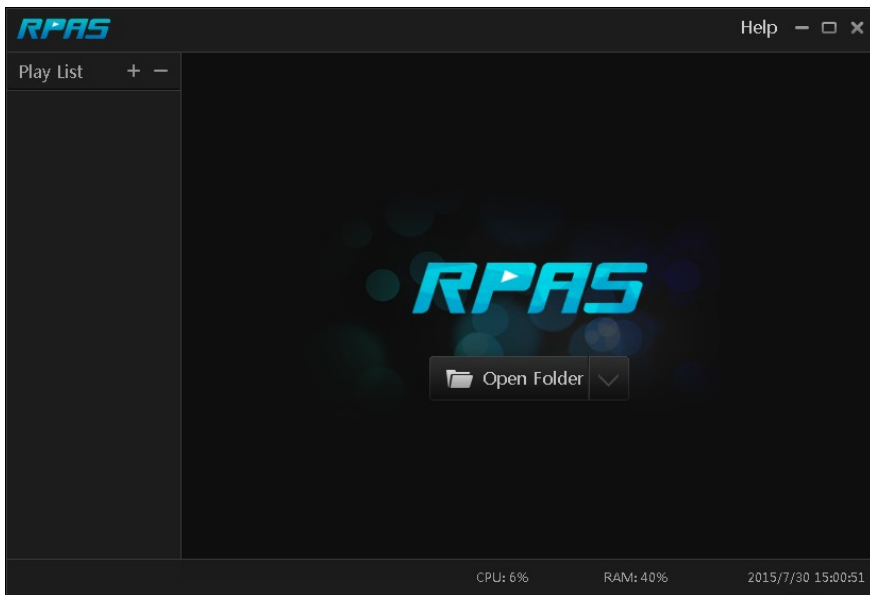 RPAS
Help
Play List
RPAS
Open Folder
CPU: 6% RAM: 40% 2015/7/30 15:00:51